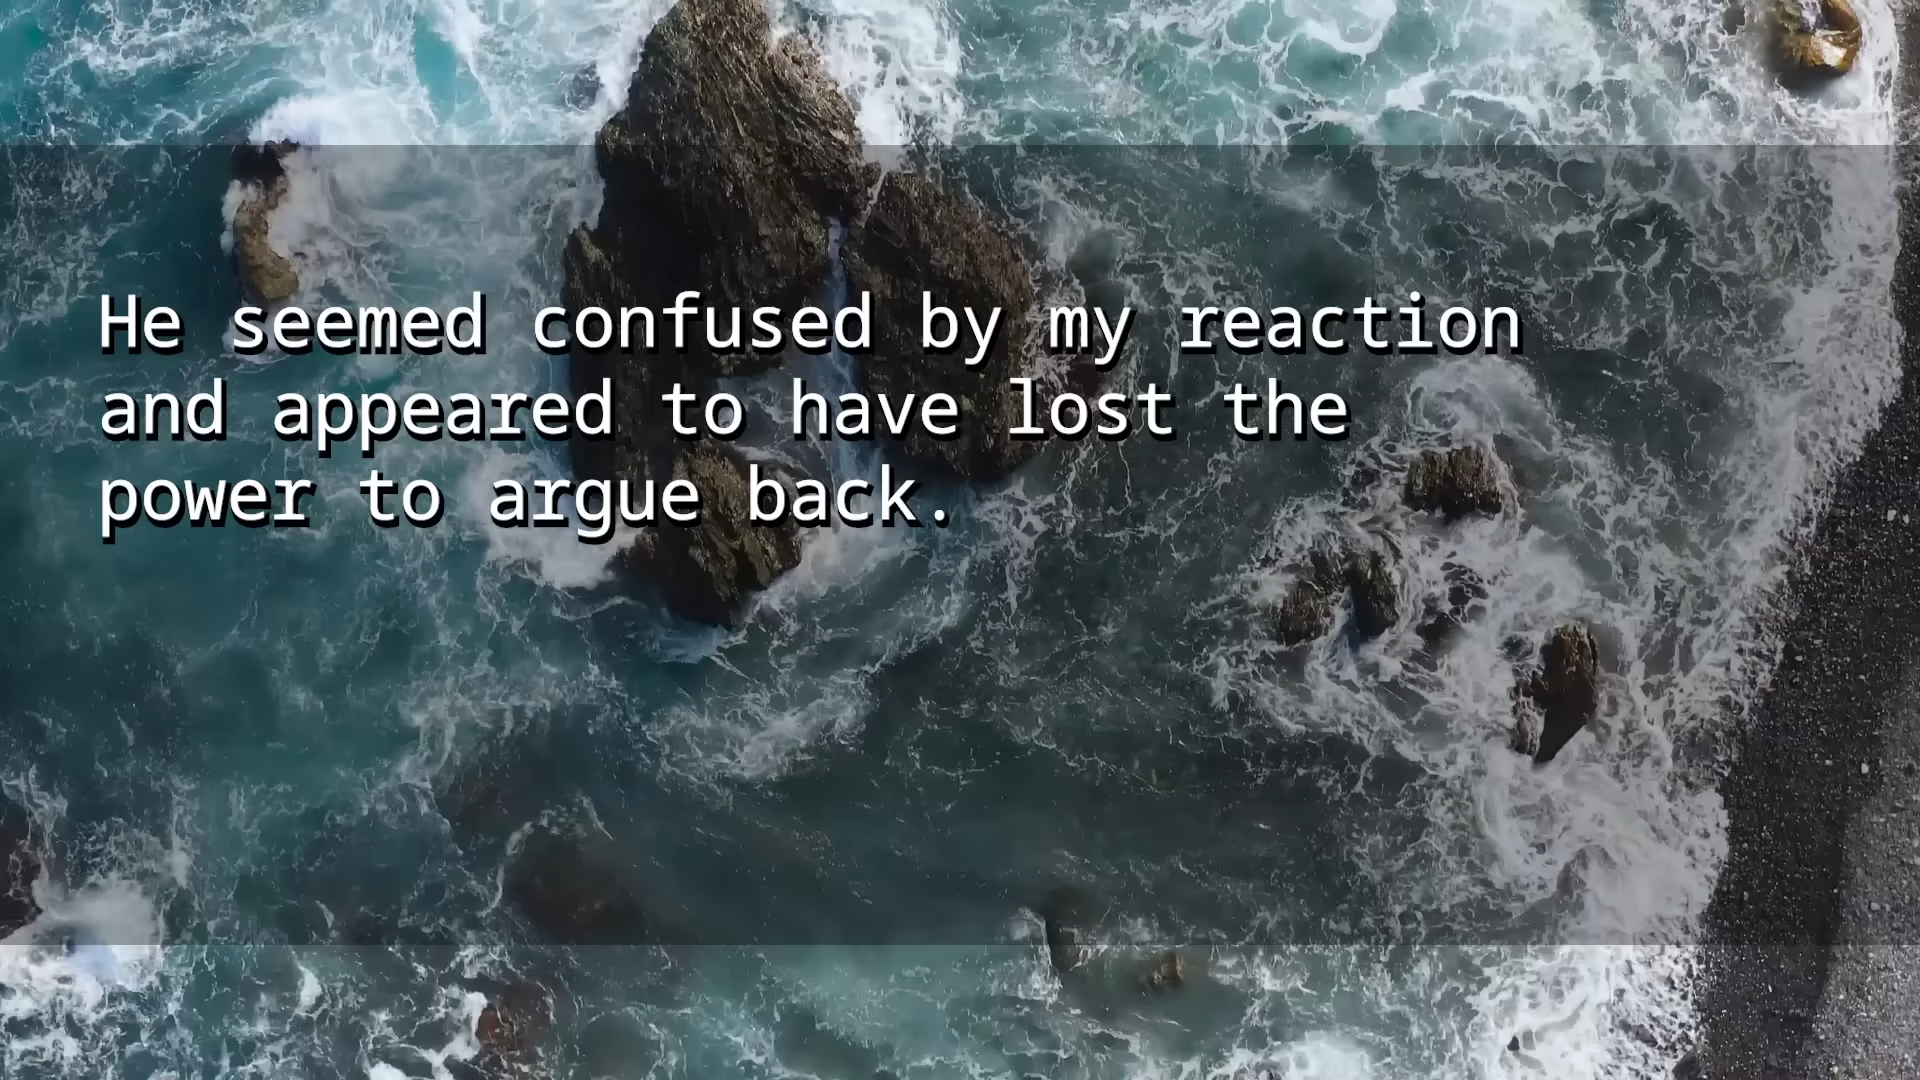 He seemed confused by my reaction
and appeared to have lost the
power to argue back.